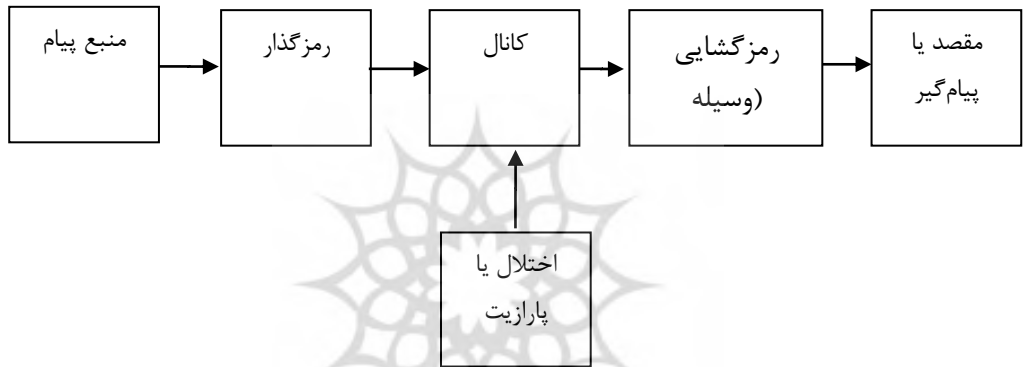 منبع پیام
رمزگذار
کانال
رمزگشایی
(وسیله
مقصد یا
پیام‌گیر
اختلال یا
پارازیت